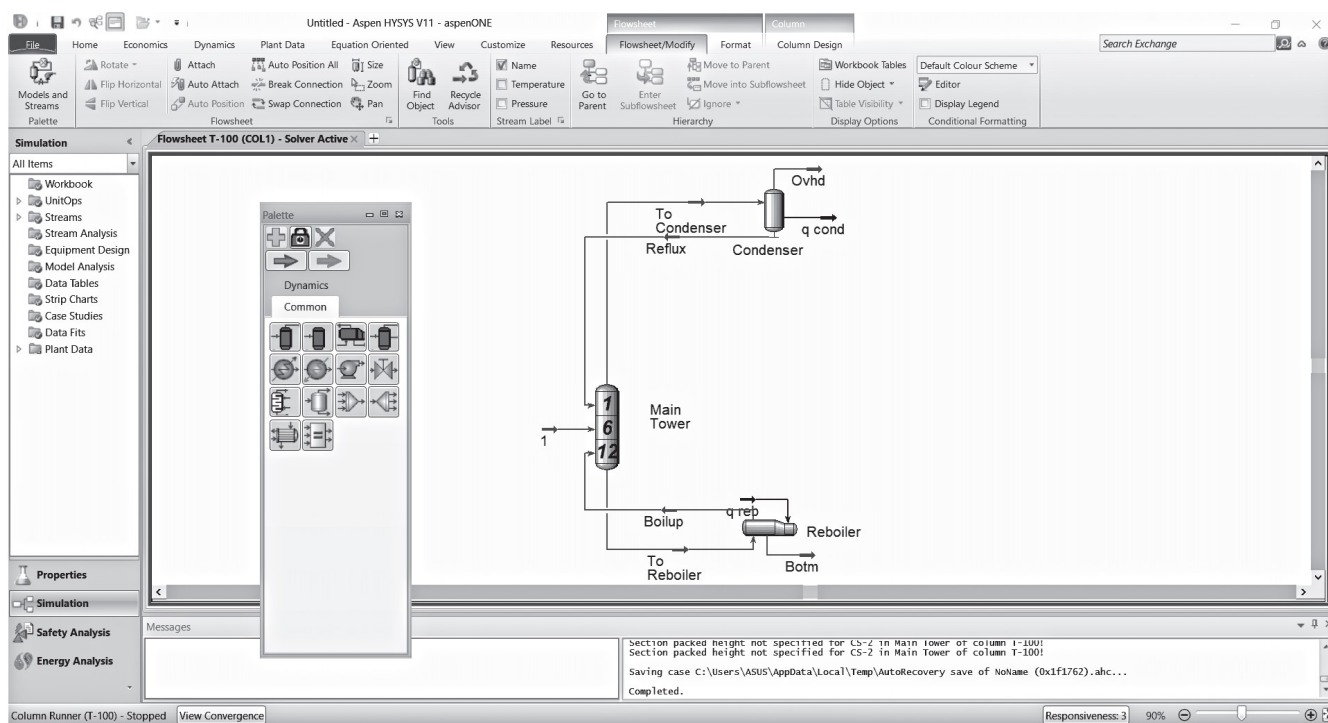 Untitled - Aspen HYSYS V11 - aspenONE
Flowsheet
Column
File
Home
Economics
Dynamics
Plant Data
Equation Oriented
View
Customize
Resources
Flowsheet/Modify
Format
Column Design
Search Exchange
Models and
Streams
Palette
Rotate
Flip Horizontal
Flip Vertical
Attach
Auto Attach
Auto Position
Auto Position All
Break Connection
Swap Connection
Size
Zoom
Pan
Flowsheet
Find
Object
Recycle
Advisor
Tools
Name
Temperature
Pressure
Stream Label
Go to
Parent
Enter
Subflowsheet
Move to Parent
Move into Subflowsheet
Ignore
Hierarchy
Workbook Tables
Hide Object
Table Visibility
Display Options
Default Colour Scheme
Editor
Display Legend
Conditional Formatting
Simulation
All Items
Workbook
UnitOps
Streams
Stream Analysis
Equipment Design
Model Analysis
Data Tables
Strip Charts
Case Studies
Data Fits
Plant Data
Properties
Simulation
Safety Analysis
Energy Analysis
Flowsheet T-100 (COL1) - Solver Active
Palette
Dynamics
Common
Ovhd
To
Condenser
q cond
Reflux
Condenser
1
6
12
Main
Tower
1
q reb
Boilup
Reboiler
To
Reboiler
Botm
Messages
Section packed height not specified for CS-2 in Main Tower of column T-100!
Section packed height not specified for CS-2 in Main Tower of column T-100!
Saving case C:\Users\ASUS\AppData\Local\Temp\AutoRecovery save of NoName (0x1f1762).ahc...
Completed.
Column Runner (T-100) - Stopped
View Convergence
Responsiveness: 3
90%